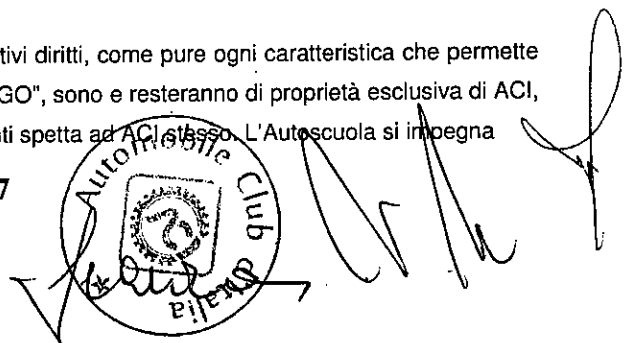 tivi diritti, come pure ogni caratteristica che permette
GO", sono e resteranno di proprietà esclusiva di ACI,
ti spetta ad ACI stesso. L'Autoscuola si impegna
7
Automobile Club d'Italia